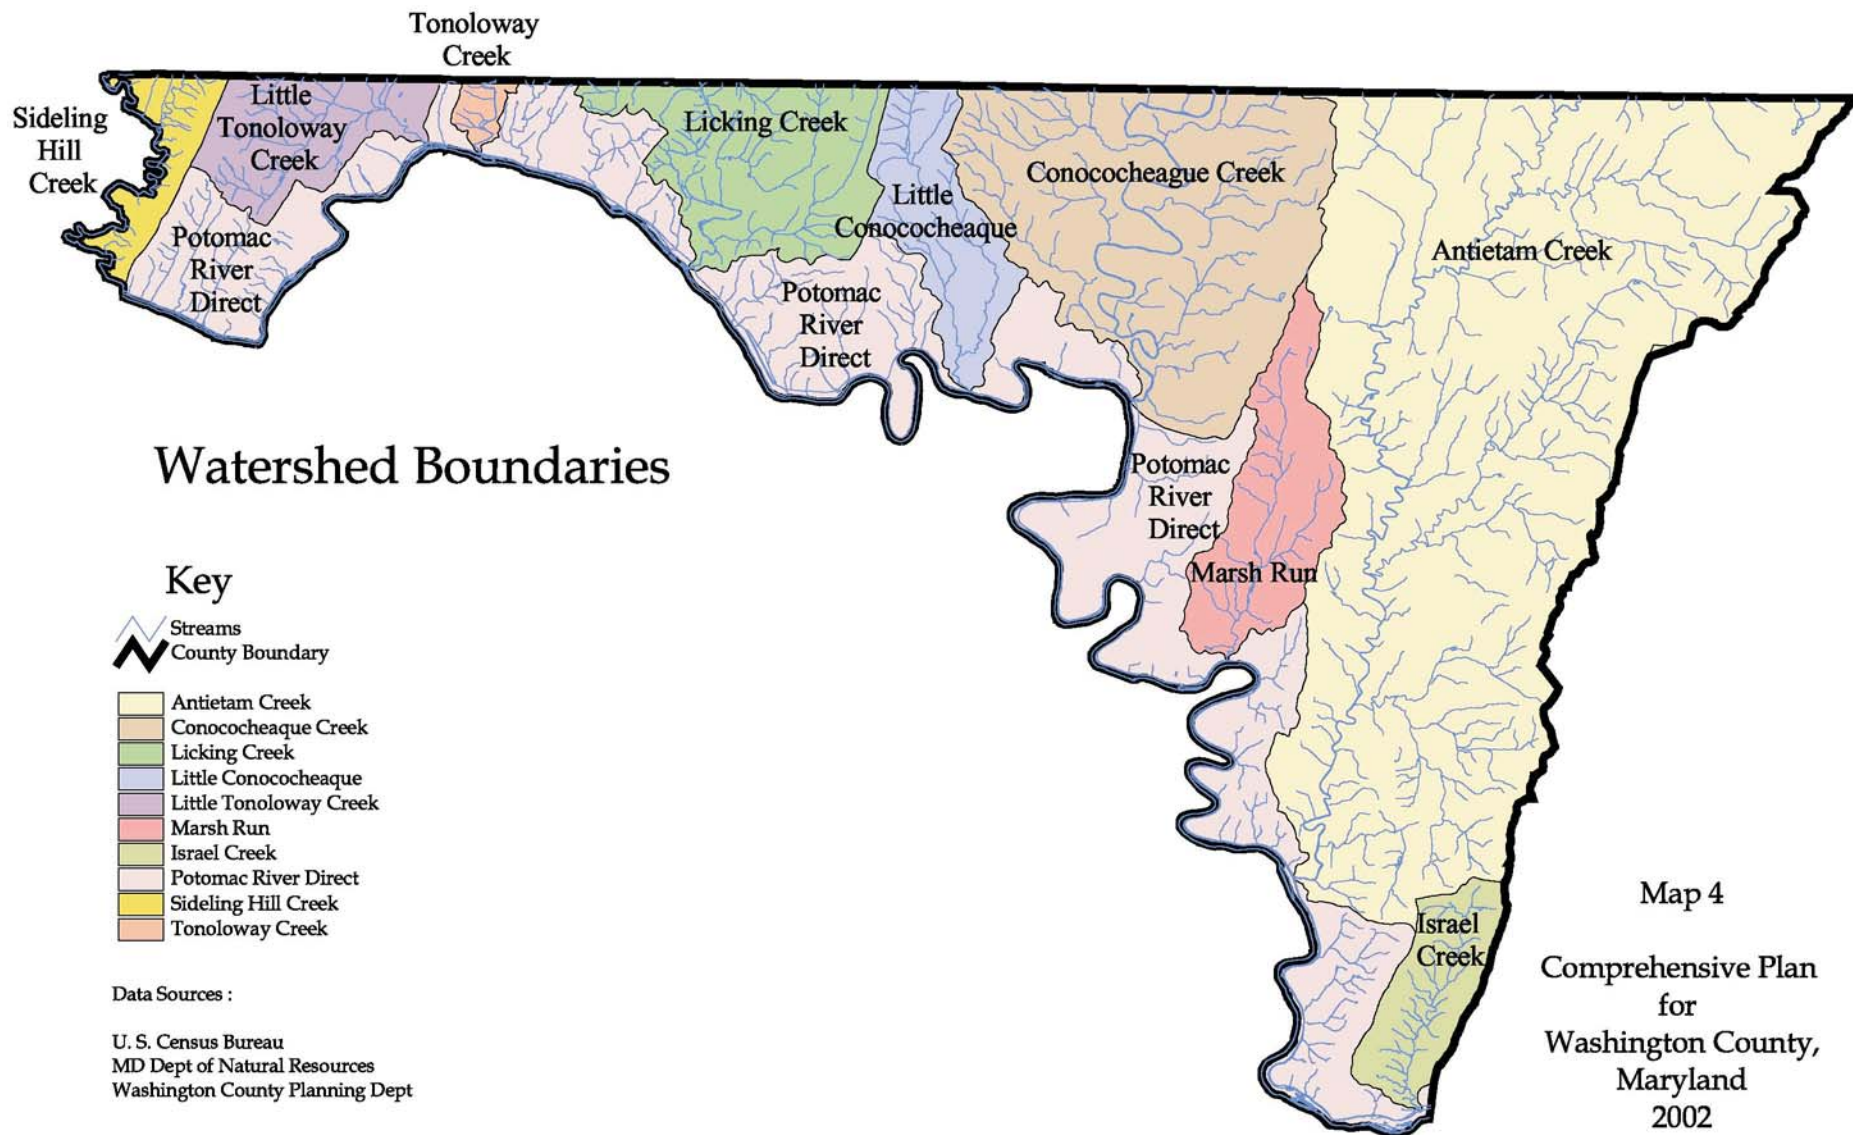 Tonoloway
Creek
Sideling
Hill
Creek
Little
Tonoloway
Creek
Licking Creek
Little
Conococheaque
Conococheague Creek
Antietam Creek
Potomac
River
Direct
Potomac
River
Direct
Potomac
River
Direct
Marsh Run
Israel
Creek
Watershed Boundaries
Key
Streams
County Boundary
Antietam Creek
Conococheaque Creek
Licking Creek
Little Conococheaque
Little Tonoloway Creek
Marsh Run
Israel Creek
Potomac River Direct
Sideling Hill Creek
Tonoloway Creek
Data Sources :
U. S. Census Bureau
MD Dept of Natural Resources
Washington County Planning Dept
Map 4
Comprehensive Plan
for
Washington County,
Maryland
2002